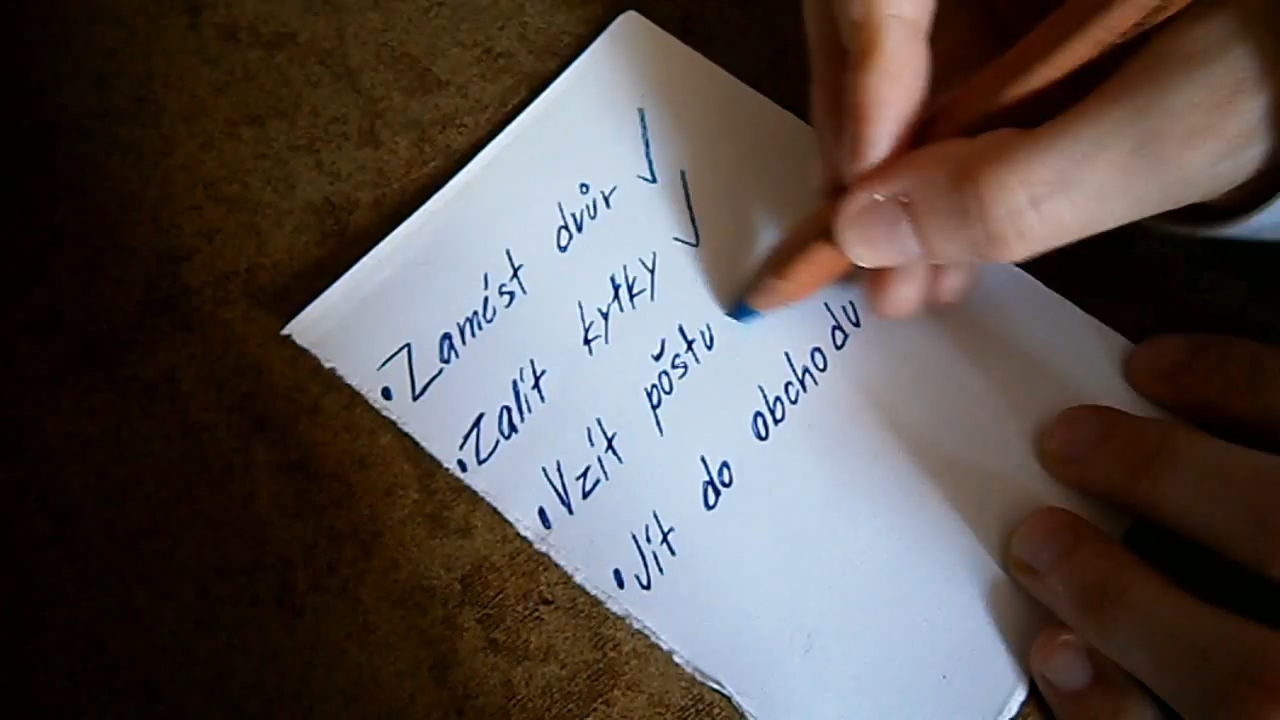 • Zamést dvůr ✓
• Zalít kytky ✓
• Vzít poštu
• Jít do obchodu